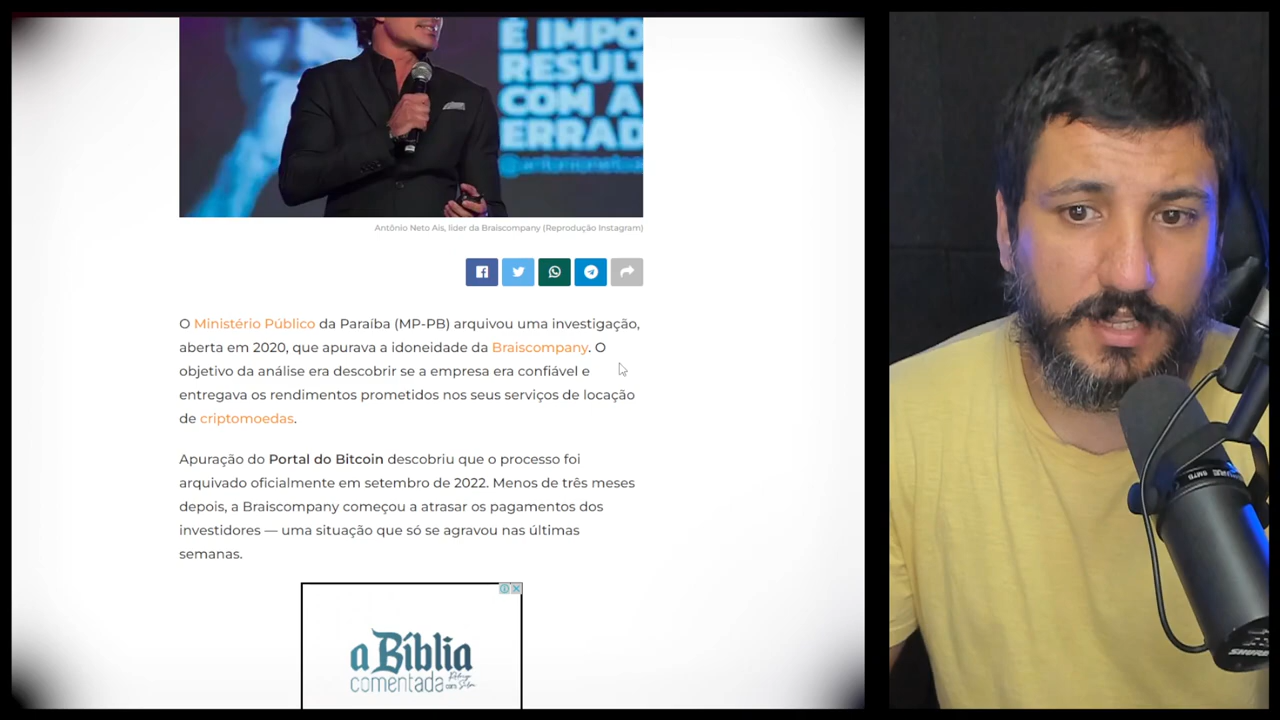 É IMPO
RESUL
COM A
ERRAD
Antônio Neto Ais, líder da Braiscompany (Reprodução Instagram)
O Ministério Público da Paraíba (MP-PB) arquivou uma investigação,
aberta em 2020, que apurava a idoneidade da Braiscompany. O
objetivo da análise era descobrir se a empresa era confiável e
entregava os rendimentos prometidos nos seus serviços de locação
de criptomoedas.
Apuração do Portal do Bitcoin descobriu que o processo foi
arquivado oficialmente em setembro de 2022. Menos de três meses
depois, a Braiscompany começou a atrasar os pagamentos dos
investidores — uma situação que só se agravou nas últimas
semanas.
a Bíblia
comentada